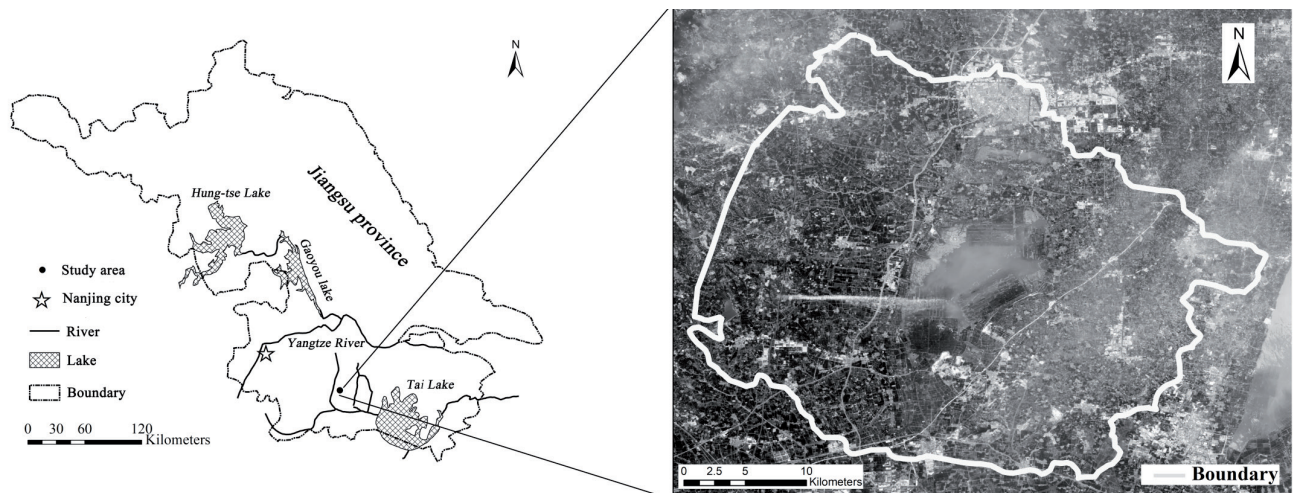 N
Hung-tse Lake
Jiangsu province
Gaoyou lake
Study area
Nanjing city
River
Lake
Boundary
Yangtze River
Tai Lake
0 30 60 120
Kilometers
N
0 2.5 5 10
Kilometers
Boundary